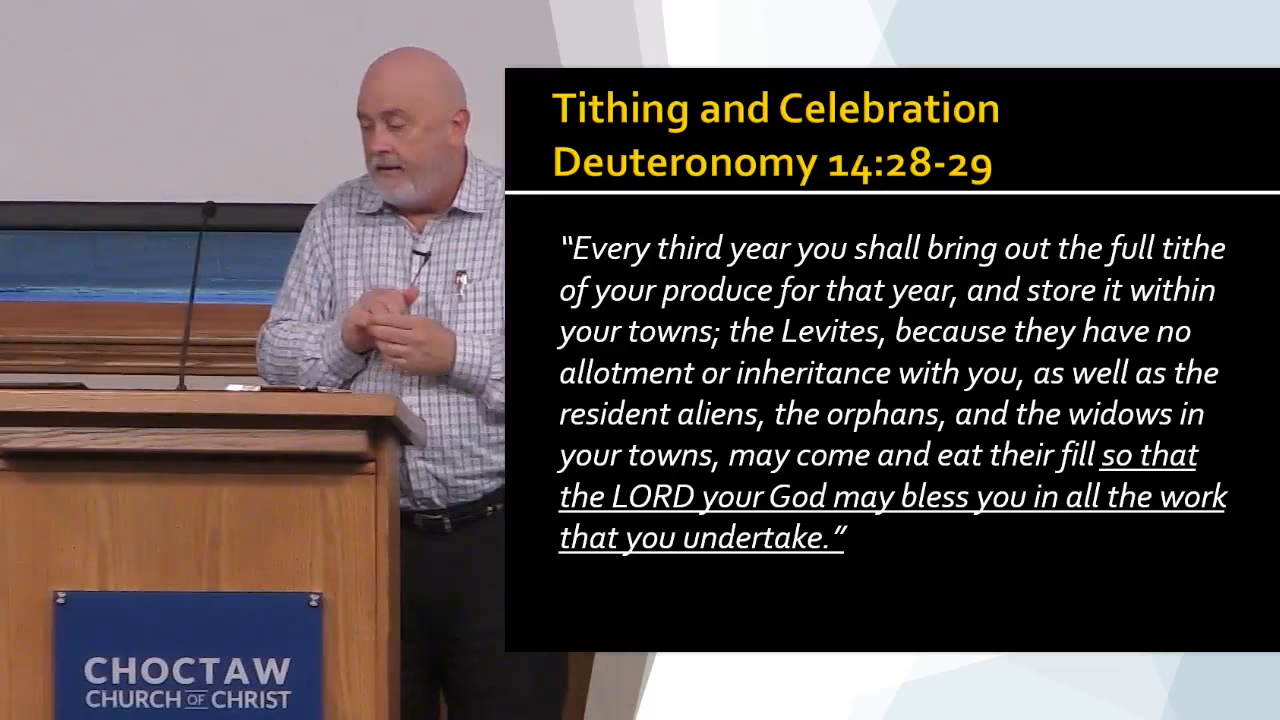 Tithing and Celebration
Deuteronomy 14:28-29
“Every third year you shall bring out the full tithe
of your produce for that year, and store it within
your towns; the Levites, because they have no
allotment or inheritance with you, as well as the
resident aliens, the orphans, and the widows in
your towns, may come and eat their fill so that
the LORD your God may bless you in all the work
that you undertake.”
CHOCTAW
CHURCH OF CHRIST